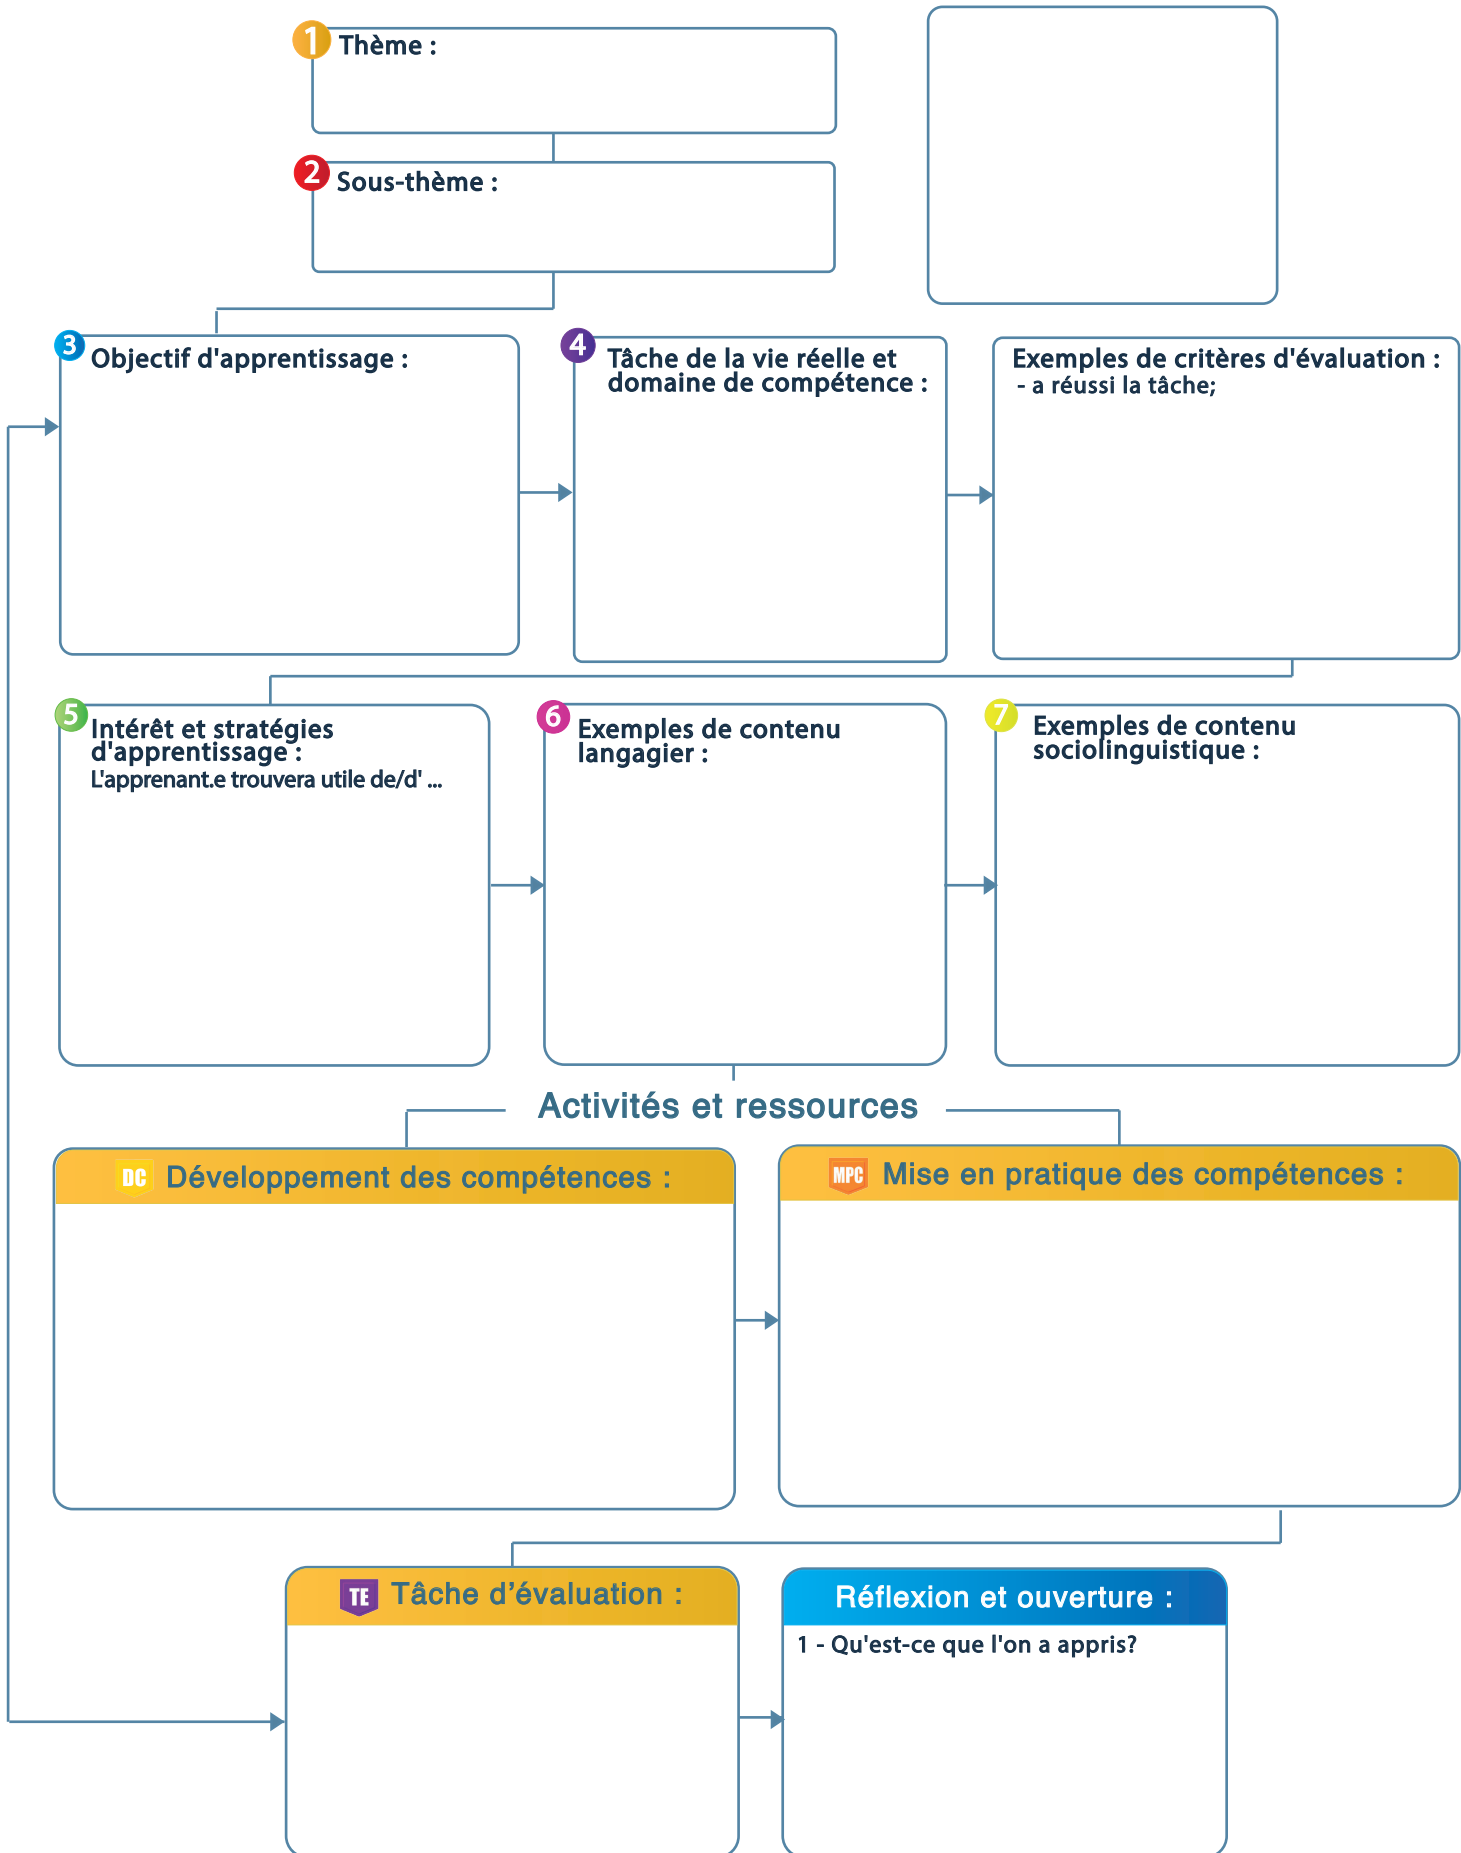 1 Thème :
2 Sous-thème :
3 Objectif d'apprentissage :
4 Tâche de la vie réelle et
domaine de compétence :
Exemples de critères d'évaluation :
- a réussi la tâche;
5 Intérêt et stratégies
d'apprentissage :
L'apprenant.e trouvera utile de/d' ...
6 Exemples de contenu
langagier :
7 Exemples de contenu
sociolinguistique :
Activités et ressources
DC Développement des compétences :
MPC Mise en pratique des compétences :
TE Tâche d’évaluation :
Réflexion et ouverture :
1 - Qu'est-ce que l'on a appris?